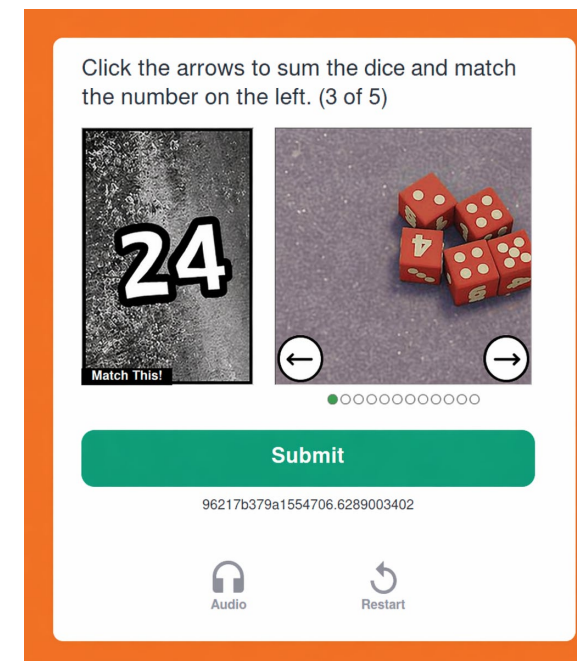 Click the arrows to sum the dice and match
the number on the left. (3 of 5)
24
4
Match This!
Submit
96217b379a1554706.6289003402
Audio
Restart